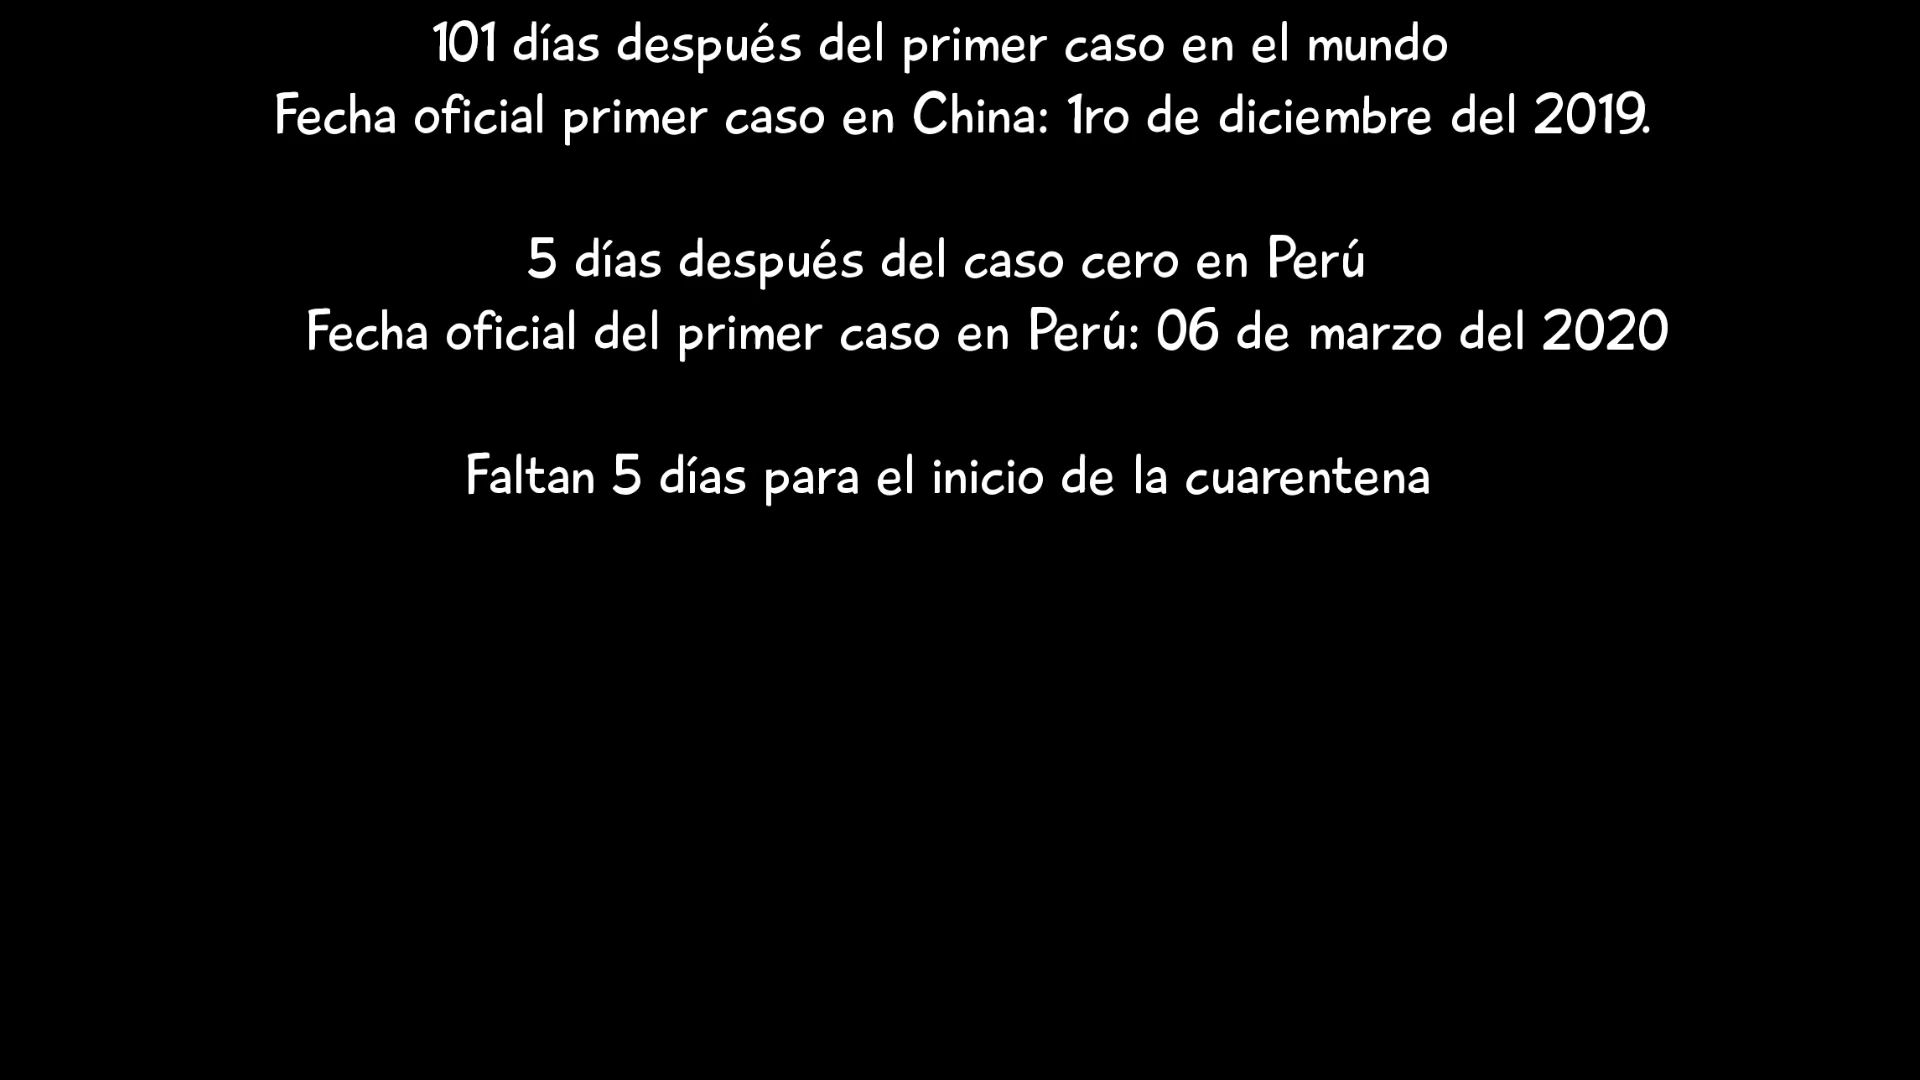 101 días después del primer caso en el mundo
Fecha oficial primer caso en China: 1ro de diciembre del 2019.
5 días después del caso cero en Perú
Fecha oficial del primer caso en Perú: 06 de marzo del 2020
Faltan 5 días para el inicio de la cuarentena